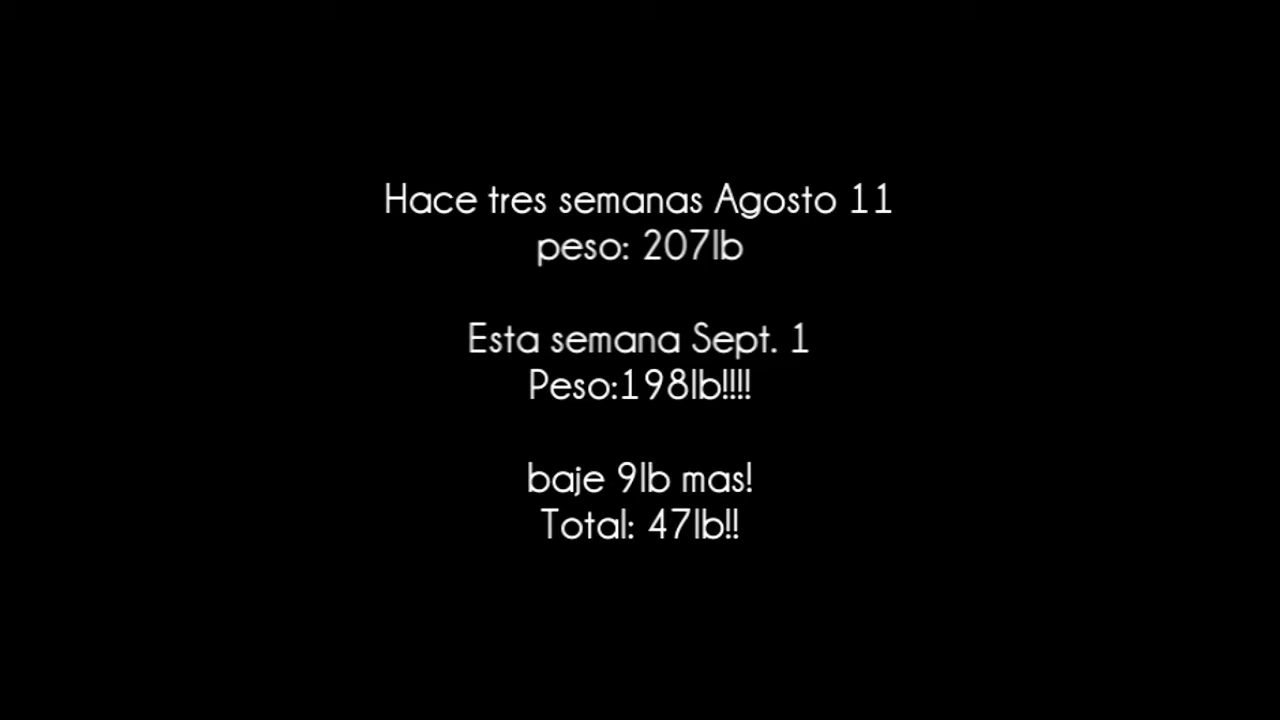 Hace tres semanas Agosto 11
peso: 207lb
Esta semana Sept. 1
Peso:198lb!!!!
baje 9lb mas!
Total: 47lb!!